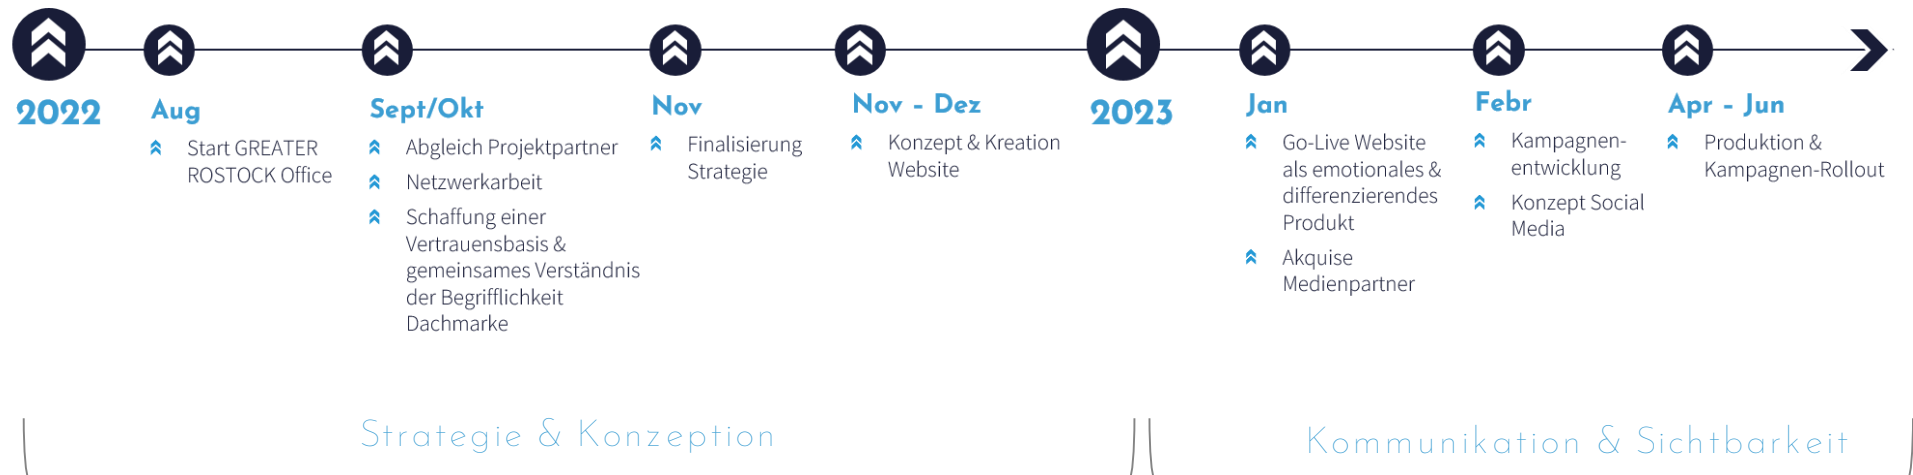 2022
Aug
Start GREATER
ROSTOCK Office
Sept/Okt
Abgleich Projektpartner
Netzwerkarbeit
Schaffung einer
Vertrauensbasis &
gemeinsames Verständnis
der Begrifflichkeit
Dachmarke
Nov
Finalisierung
Strategie
Nov – Dez
Konzept & Kreation
Website
2023
Jan
Go-Live Website
als emotionales &
differenzierendes
Produkt
Akquise
Medienpartner
Febr
Kampagnen-
entwicklung
Konzept Social
Media
Apr – Jun
Produktion &
Kampagnen-Rollout
Strategie & Konzeption
Kommunikation & Sichtbarkeit